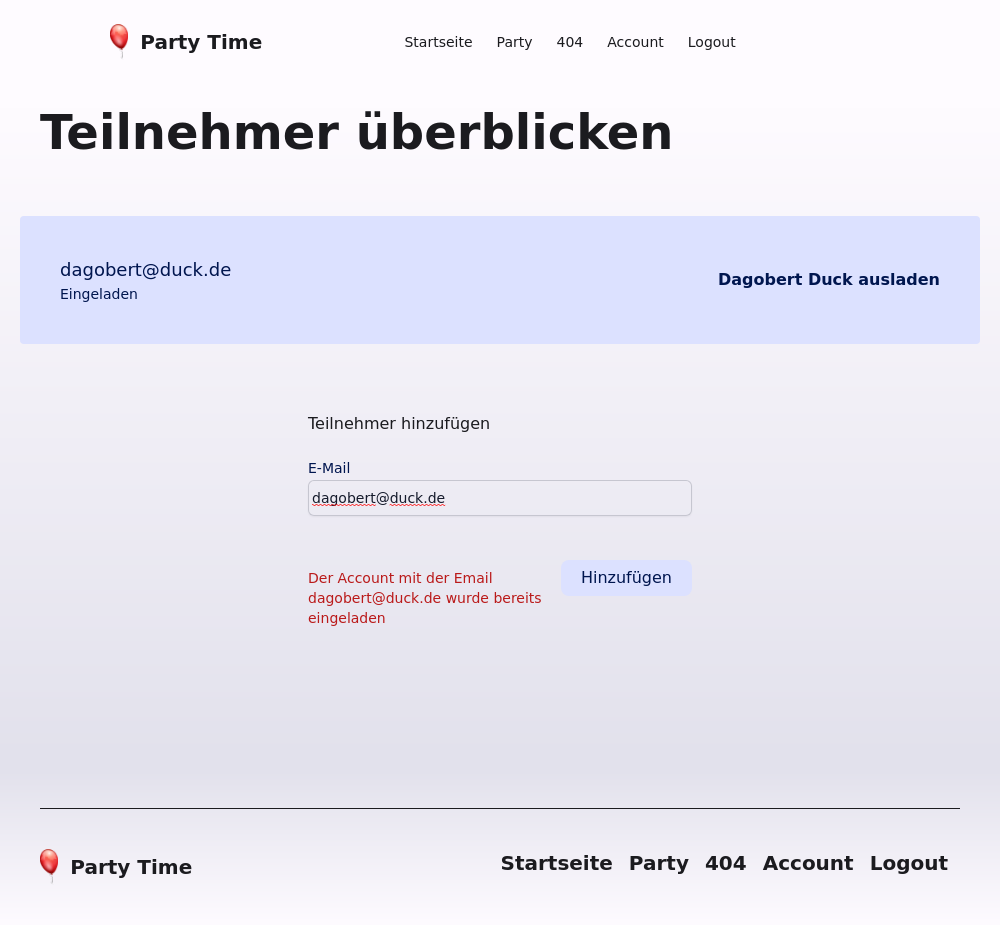 Party Time
Startseite Party 404 Account Logout
Teilnehmer überblicken
dagobert@duck.de
Eingeladen
Dagobert Duck ausladen
Teilnehmer hinzufügen
E-Mail
dagobert@duck.de
Der Account mit der Email
dagobert@duck.de wurde bereits
eingeladen
Hinzufügen
Party Time
Startseite Party 404 Account Logout